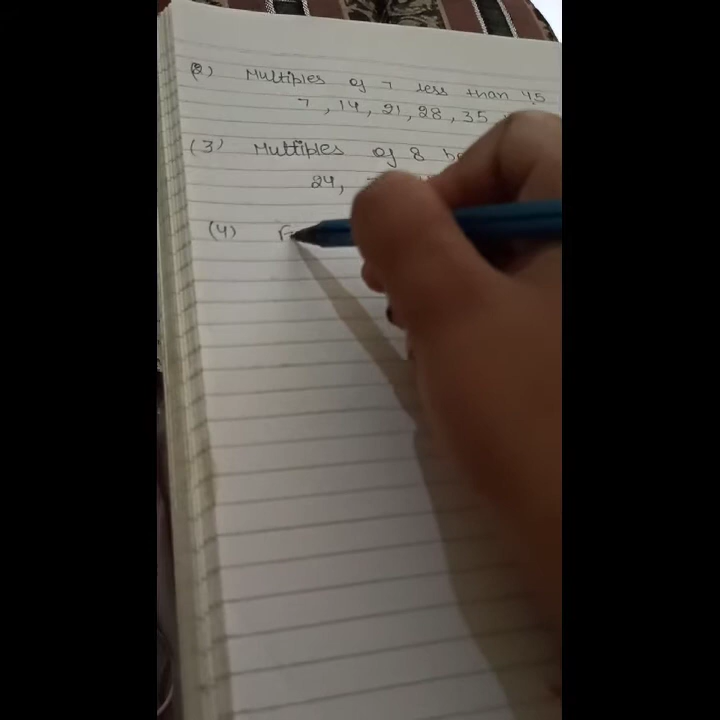 (2) Multiples of 7 less than 45
7, 14, 21, 28, 35
(3) Multiples of 8
24,
(4) F